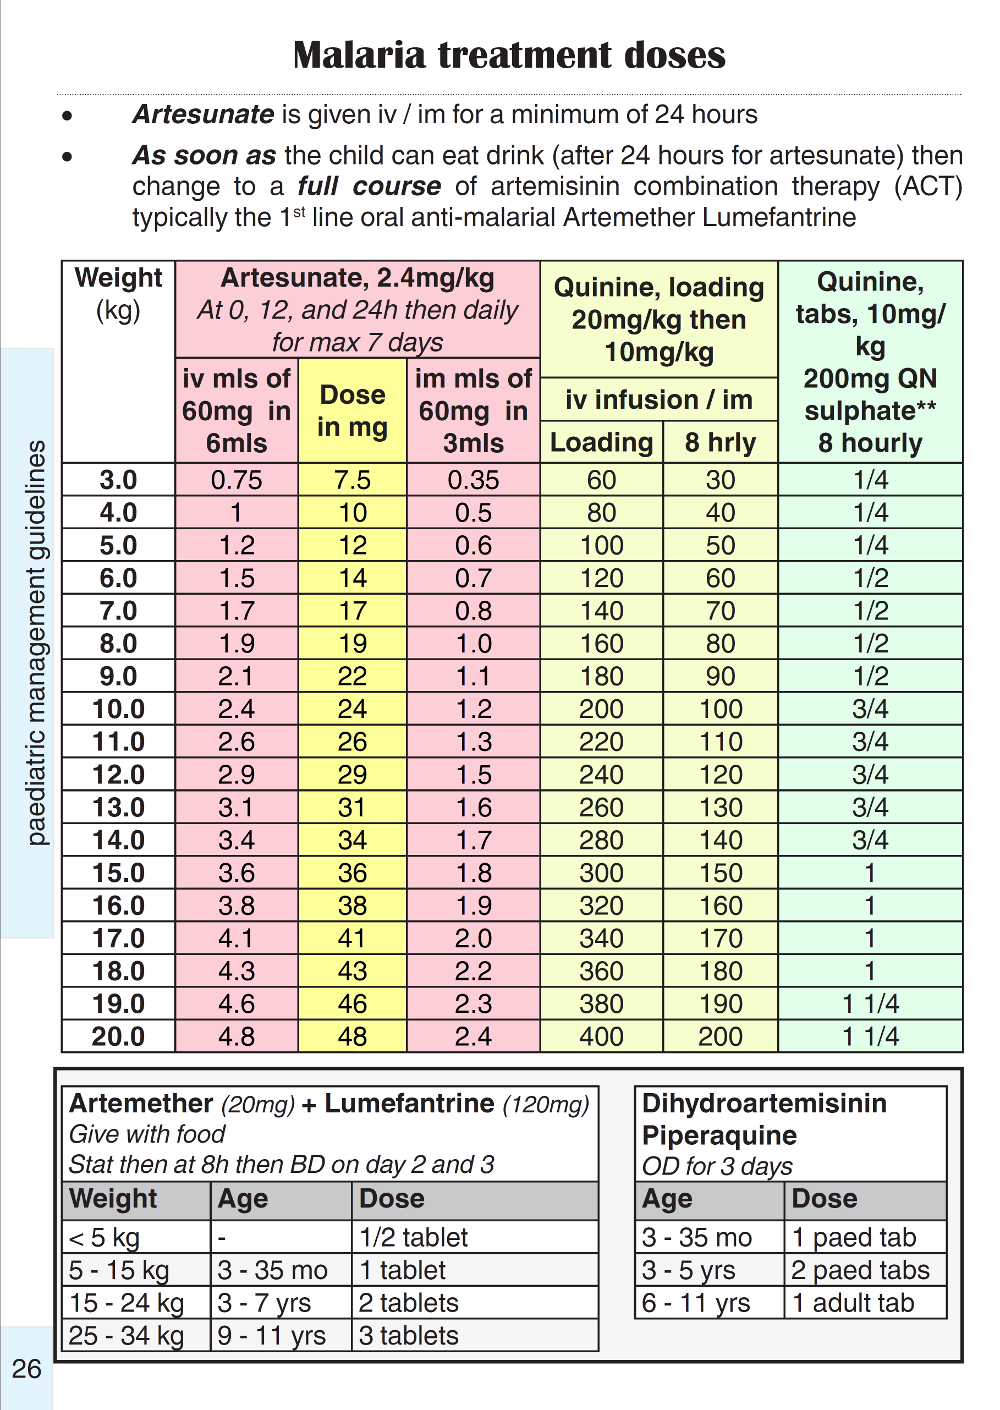 Malaria treatment doses
• Artesunate is given iv / im for a minimum of 24 hours
• As soon as the child can eat drink (after 24 hours for artesunate) then
change to a full course of artemisinin combination therapy (ACT)
typically the 1st line oral anti-malarial Artemether Lumefantrine
Weight
(kg)
Artesunate, 2.4mg/kg
At 0, 12, and 24h then daily
for max 7 days
iv mls of
60mg in
6mls
Dose
in mg
im mls of
60mg in
3mls
Quinine, loading
20mg/kg then
10mg/kg
iv infusion / im
Loading 8 hrly
Quinine,
tabs, 10mg/
kg
200mg QN
sulphate**
8 hourly
3.0 0.75 7.5 0.35 60 30 1/4
4.0 1 10 0.5 80 40 1/4
5.0 1.2 12 0.6 100 50 1/4
6.0 1.5 14 0.7 120 60 1/2
7.0 1.7 17 0.8 140 70 1/2
8.0 1.9 19 1.0 160 80 1/2
9.0 2.1 22 1.1 180 90 1/2
10.0 2.4 24 1.2 200 100 3/4
11.0 2.6 26 1.3 220 110 3/4
12.0 2.9 29 1.5 240 120 3/4
13.0 3.1 31 1.6 260 130 3/4
14.0 3.4 34 1.7 280 140 3/4
15.0 3.6 36 1.8 300 150 1
16.0 3.8 38 1.9 320 160 1
17.0 4.1 41 2.0 340 170 1
18.0 4.3 43 2.2 360 180 1
19.0 4.6 46 2.3 380 190 1 1/4
20.0 4.8 48 2.4 400 200 1 1/4
Artemether (20mg) + Lumefantrine (120mg)
Give with food
Stat then at 8h then BD on day 2 and 3
Weight Age Dose
< 5 kg - 1/2 tablet
5 - 15 kg 3 - 35 mo 1 tablet
15 - 24 kg 3 - 7 yrs 2 tablets
25 - 34 kg 9 - 11 yrs 3 tablets
Dihydroartemisinin
Piperaquine
OD for 3 days
Age Dose
3 - 35 mo 1 paed tab
3 - 5 yrs 2 paed tabs
6 - 11 yrs 1 adult tab
paediatric management guidelines
26